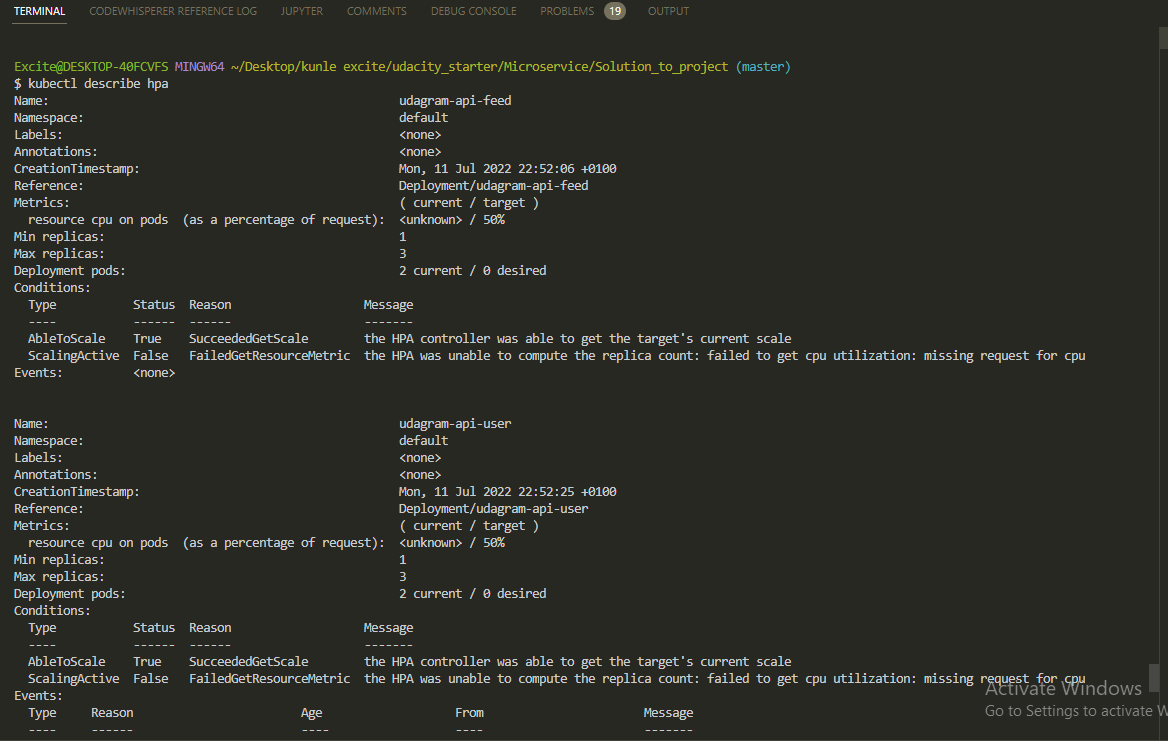 TERMINAL CODEWHISPERER REFERENCE LOG JUPYTER COMMENTS DEBUG CONSOLE PROBLEMS 19 OUTPUT
Excite@DESKTOP-40FCVFS MINGW64 ~/Desktop/kunle excite/udacity_starter/Microservice/Solution_to_project (master)
$ kubectl describe hpa
Name: udagram-api-feed
Namespace: default
Labels: <none>
Annotations: <none>
CreationTimestamp: Mon, 11 Jul 2022 22:52:06 +0100
Reference: Deployment/udagram-api-feed
Metrics: ( current / target )
resource cpu on pods (as a percentage of request): <unknown> / 50%
Min replicas: 1
Max replicas: 3
Deployment pods: 2 current / 0 desired
Conditions:
Type Status Reason Message
---- ------ ------ -------
AbleToScale True SucceededGetScale the HPA controller was able to get the target's current scale
ScalingActive False FailedGetResourceMetric the HPA was unable to compute the replica count: failed to get cpu utilization: missing request for cpu
Events: <none>
Name: udagram-api-user
Namespace: default
Labels: <none>
Annotations: <none>
CreationTimestamp: Mon, 11 Jul 2022 22:52:25 +0100
Reference: Deployment/udagram-api-user
Metrics: ( current / target )
resource cpu on pods (as a percentage of request): <unknown> / 50%
Min replicas: 1
Max replicas: 3
Deployment pods: 2 current / 0 desired
Conditions:
Type Status Reason Message
---- ------ ------ -------
AbleToScale True SucceededGetScale the HPA controller was able to get the target's current scale
ScalingActive False FailedGetResourceMetric the HPA was unable to compute the replica count: failed to get cpu utilization: missing request for cpu
Events:
Type Reason Age From Message
---- ------ ---- ---- -------
Activate Windows
Go to Settings to activate W